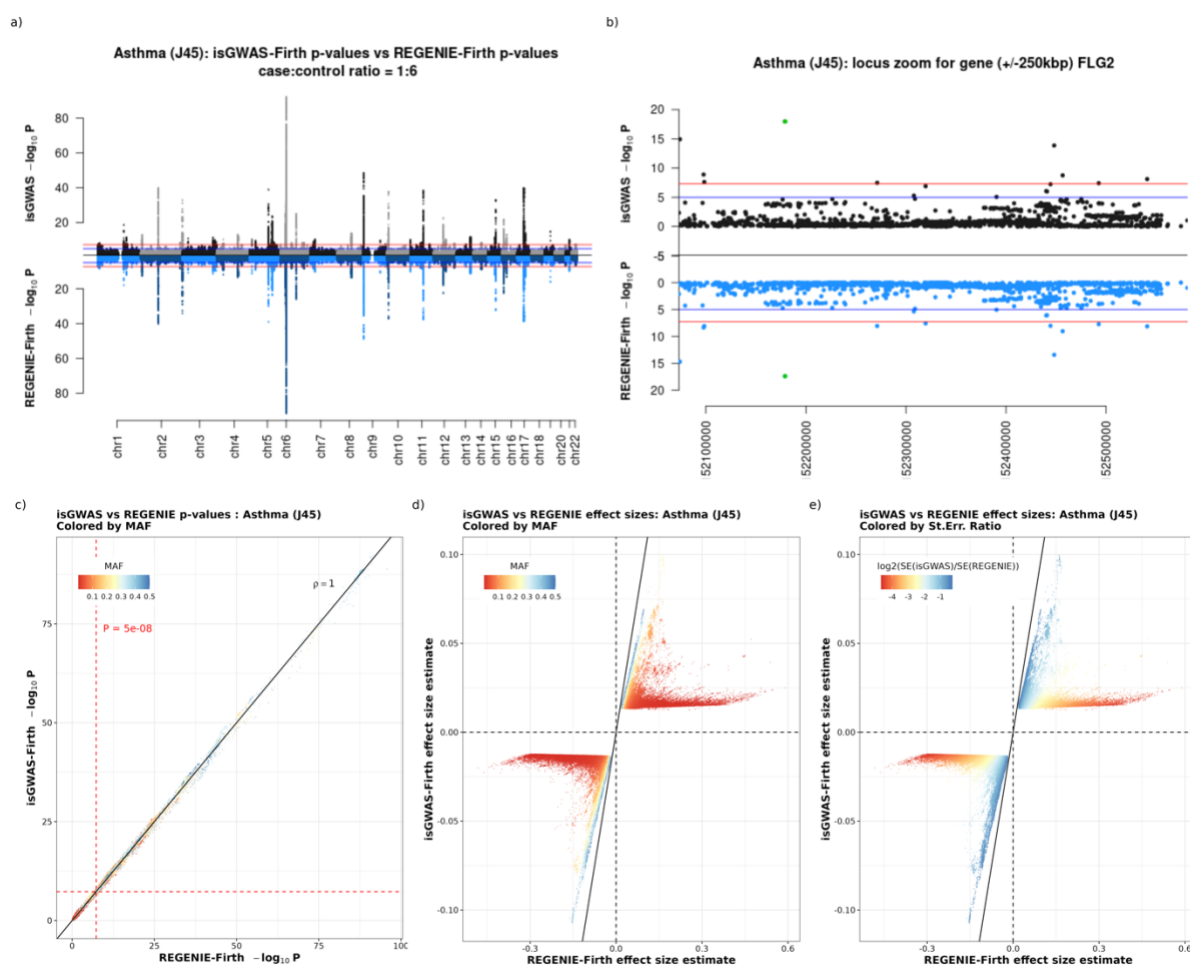 a)
Asthma (J45): isGWAS-Firth p-values vs REGENIE-Firth p-values
case:control ratio = 1:6
isGWAS −log10 P
REGENIE-Firth −log10 P
80
60
40
20
20
40
60
80
chr1
chr2
chr3
chr4
chr5
chr6
chr7
chr8
chr9
chr10
chr11
chr12
chr13
chr14
chr15
chr16
chr17
chr18
chr20
chr22
b)
Asthma (J45): locus zoom for gene (+/-250kbp) FLG2
isGWAS −log10 P
REGENIE-Firth −log10 P
20
15
10
5
0
-5
0
5
10
15
20
52100000
52200000
52300000
52400000
52500000
c)
isGWAS vs REGENIE p-values : Asthma (J45)
Colored by MAF
MAF
0.1 0.2 0.3 0.4 0.5
ρ = 1
P = 5e-08
isGWAS-Firth −log10 P
75
50
25
0
0 25 50 75 100
REGENIE-Firth −log10 P
d)
isGWAS vs REGENIE effect sizes: Asthma (J45)
Colored by MAF
MAF
0.1 0.2 0.3 0.4 0.5
isGWAS-Firth effect size estimate
0.10
0.05
0.00
-0.05
-0.10
-0.3 0.0 0.3 0.6
REGENIE-Firth effect size estimate
e)
isGWAS vs REGENIE effect sizes: Asthma (J45)
Colored by St.Err. Ratio
log2(SE(isGWAS)/SE(REGENIE))
-4 -3 -2 -1
isGWAS-Firth effect size estimate
0.10
0.05
0.00
-0.05
-0.10
-0.3 0.0 0.3 0.6
REGENIE-Firth effect size estimate